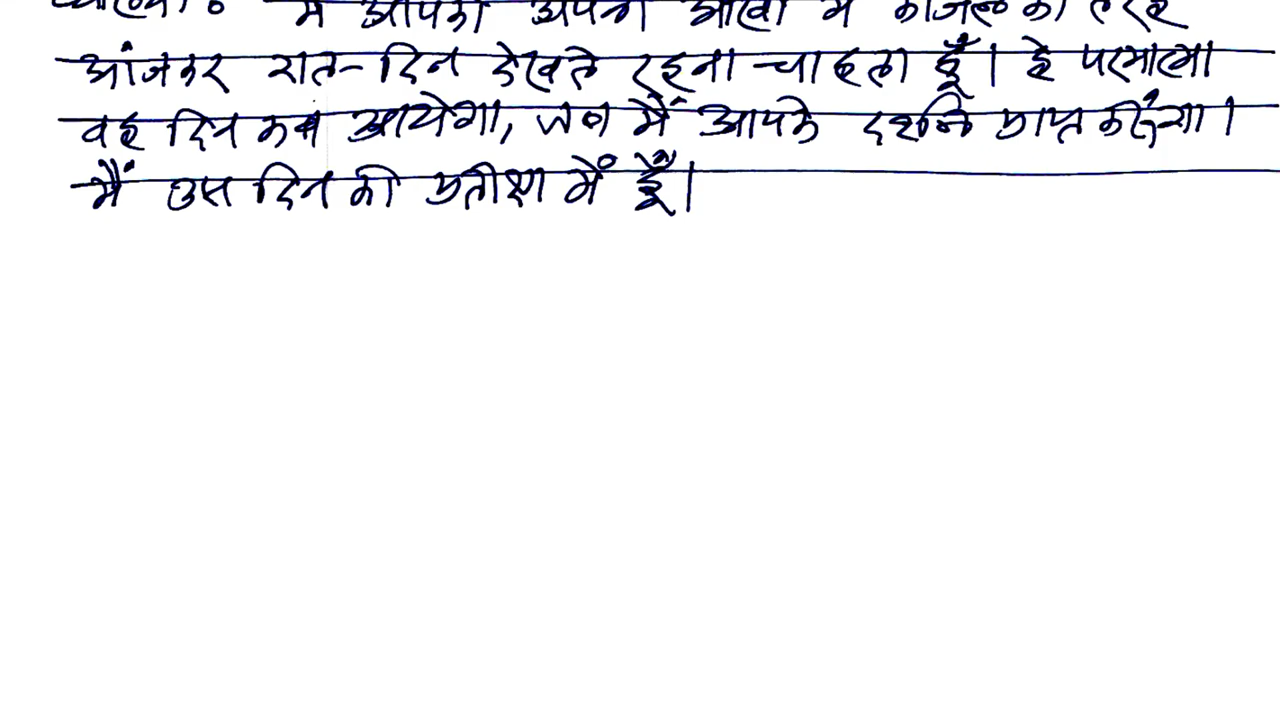 व्याख्या: मैं आपको अपनी आंखों में काजल की तरह
आंजकर रात-दिन देखते रहना चाहता हूँ। हे परमात्मा
वह दिन कब आयेगा, जब मैं आपके दर्शन प्राप्त करूंगा।
मैं उस दिन की प्रतीक्षा में हूँ।